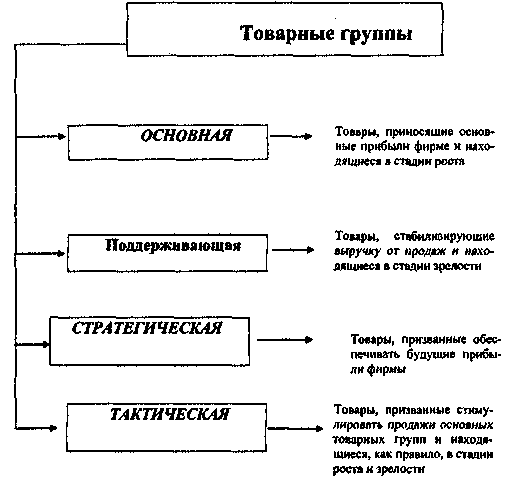 Товарные группы
ОСНОВНАЯ
Товары, приносящие основ-
ные прибыли фирме и нахо-
дящиеся в стадии роста
Поддерживающая
Товары, стабилизирующие
выручку от продаж и нахо-
дящиеся в стадии зрелости
СТРАТЕГИЧЕСКАЯ
Товары, призванные обес-
печивать будущие прибы-
ли фирмы
ТАКТИЧЕСКАЯ
Товары, призванные стиму-
лировать продажи основных
товарных групп и находя-
щиеся, как правило, в стадии
роста и зрелости